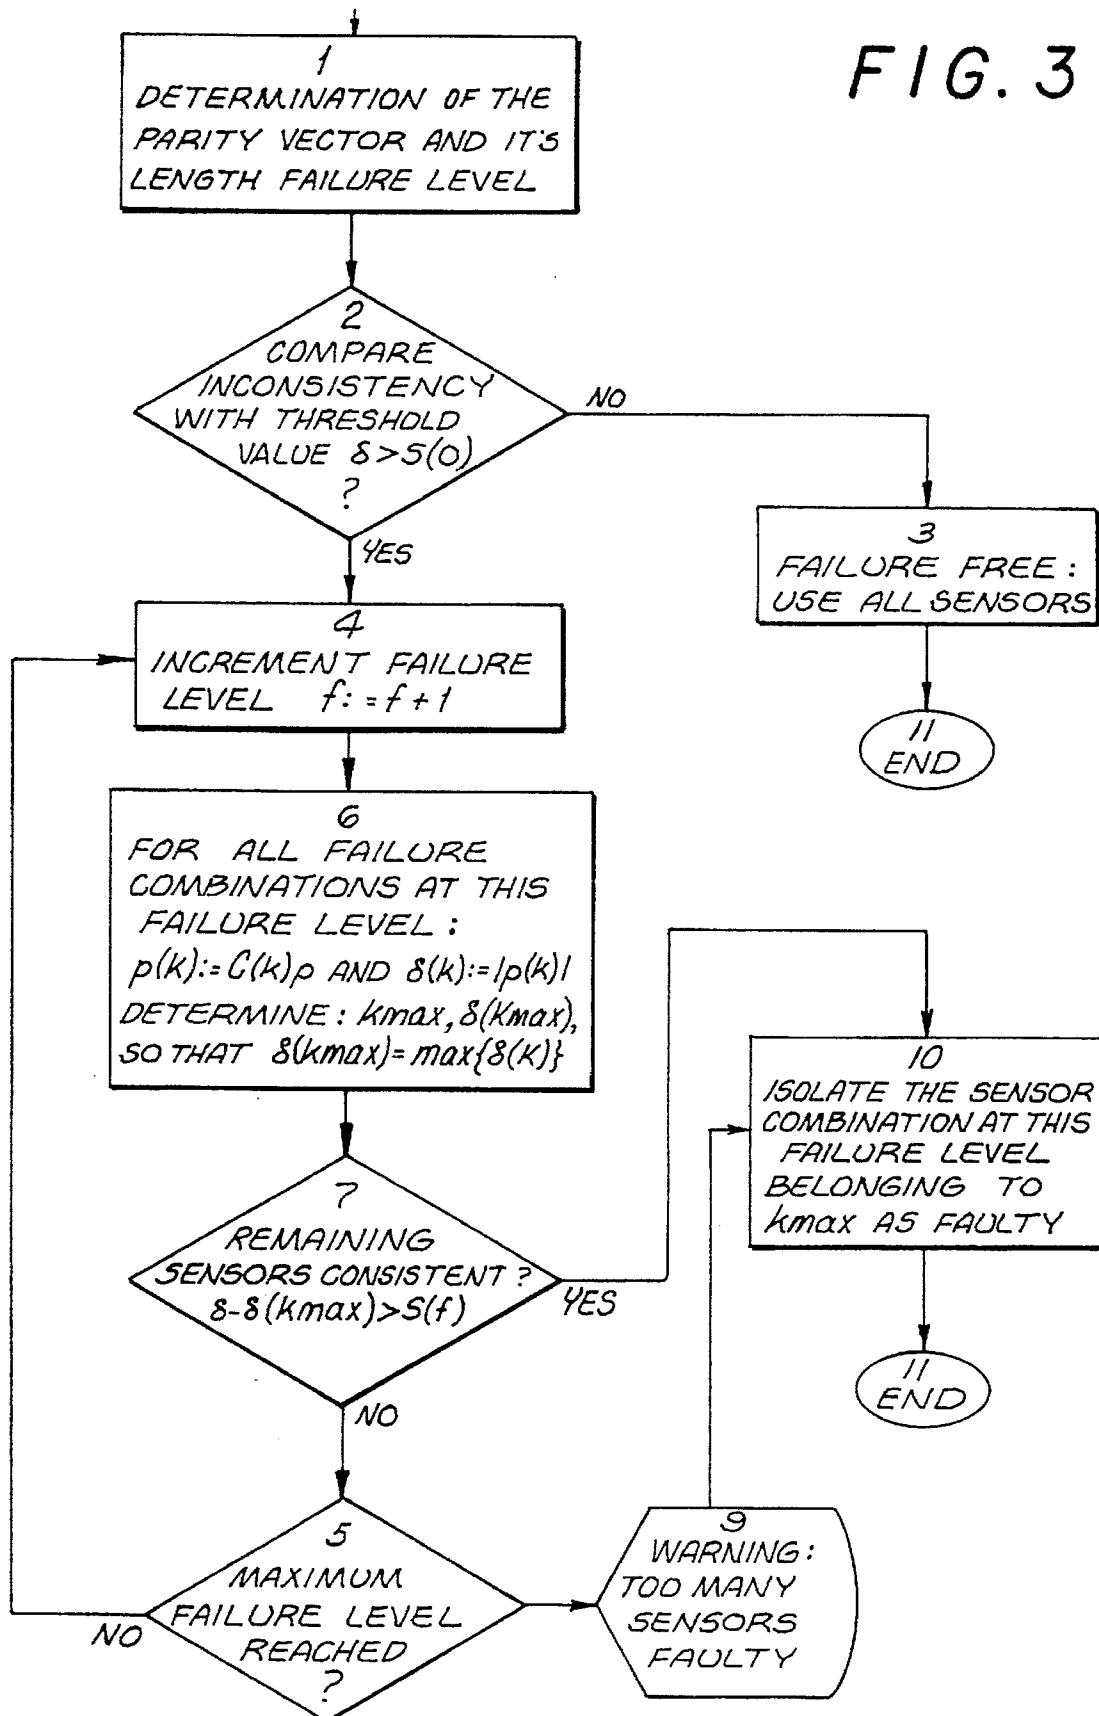 FIG. 3
1
DETERMINATION OF THE
PARITY VECTOR AND IT'S
LENGTH FAILURE LEVEL
2
COMPARE
INCONSISTENCY
WITH THRESHOLD
VALUE δ>S(0)
?
NO
YES
3
FAILURE FREE:
USE ALL SENSORS
11
END
4
INCREMENT FAILURE
LEVEL f:=f+1
6
FOR ALL FAILURE
COMBINATIONS AT THIS
FAILURE LEVEL:
p(k):=C(k)p AND δ(k):=|p(k)|
DETERMINE: kmax, δ(Kmax),
SO THAT δ(kmax)=max{δ(K)}
7
REMAINING
SENSORS CONSISTENT?
δ-δ(kmax)>S(f)
YES
NO
10
ISOLATE THE SENSOR
COMBINATION AT THIS
FAILURE LEVEL
BELONGING TO
kmax AS FAULTY
11
END
5
MAXIMUM
FAILURE LEVEL
REACHED
?
NO
9
WARNING:
TOO MANY
SENSORS
FAULTY